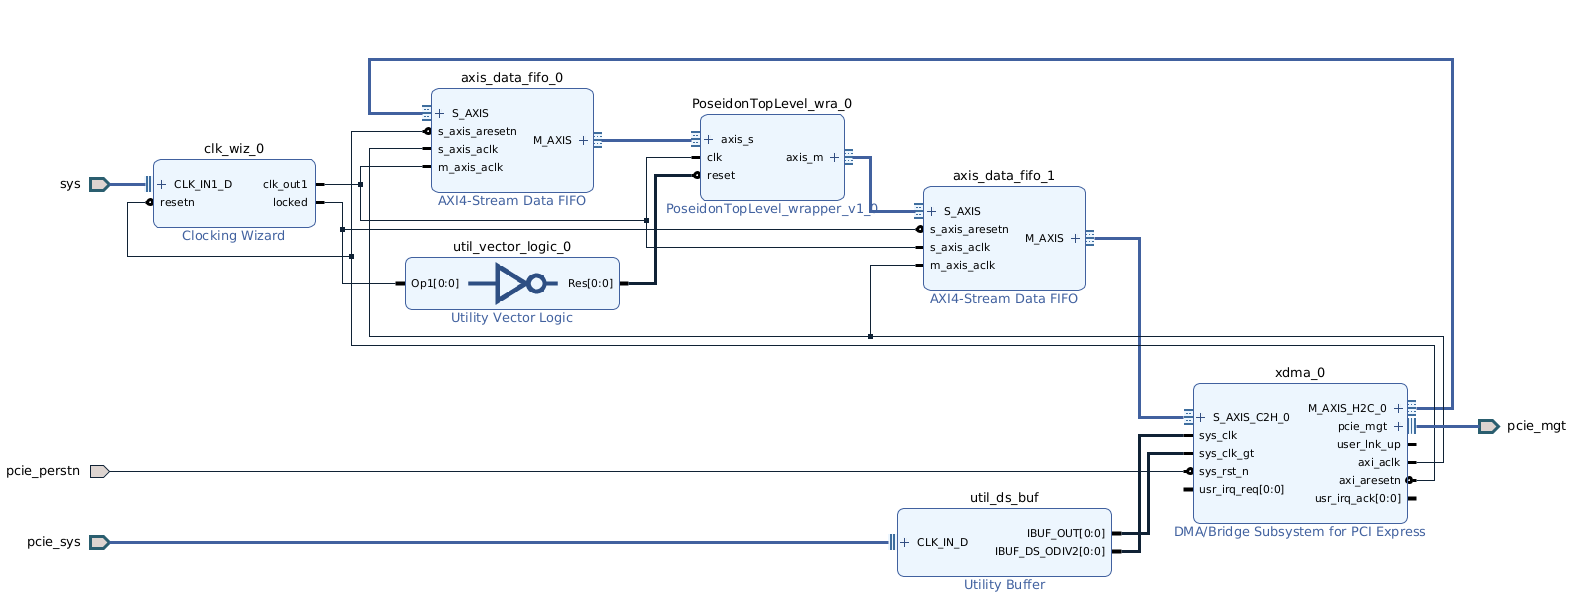 axis_data_fifo_0
S_AXIS
s_axis_aresetn
s_axis_aclk
m_axis_aclk
M_AXIS
AXI4-Stream Data FIFO
PoseidonTopLevel_wra_0
axis_s
clk
reset
axis_m
PoseidonTopLevel_wrapper_v1_0
clk_wiz_0
sys
CLK_IN1_D
resetn
clk_out1
locked
Clocking Wizard
axis_data_fifo_1
S_AXIS
s_axis_aresetn
s_axis_aclk
m_axis_aclk
M_AXIS
AXI4-Stream Data FIFO
util_vector_logic_0
Op1[0:0]
Res[0:0]
Utility Vector Logic
xdma_0
S_AXIS_C2H_0
sys_clk
sys_clk_gt
sys_rst_n
usr_irq_req[0:0]
M_AXIS_H2C_0
pcie_mgt
user_lnk_up
axi_aclk
axi_aresetn
usr_irq_ack[0:0]
DMA/Bridge Subsystem for PCI Express
pcie_mgt
pcie_perstn
util_ds_buf
pcie_sys
CLK_IN_D
IBUF_OUT[0:0]
IBUF_DS_ODIV2[0:0]
Utility Buffer